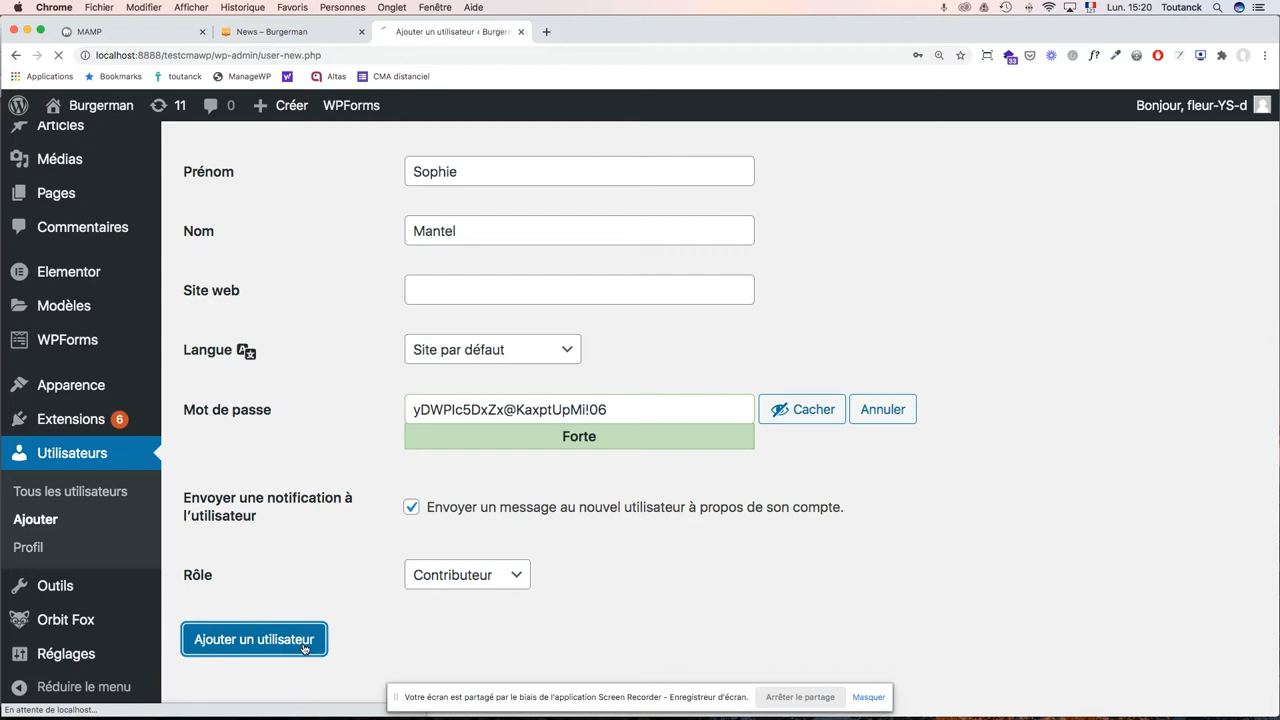 Chrome Fichier Modifier Afficher Historique Favoris Personnes Onglet Fenêtre Aide Lun. 15:20 Toutanck
MAMP News – Burgerman Ajouter un utilisateur ‹ Burger
localhost:8888/testcmawp/wp-admin/user-new.php
33
Applications Bookmarks toutanck ManageWP Altas CMA distanciel
Burgerman 11 0 Créer WPForms Bonjour, fleur-YS-d
Articles
Médias
Pages
Commentaires
Elementor
Modèles
WPForms
Apparence
Extensions 6
Utilisateurs
Tous les utilisateurs
Ajouter
Profil
Outils
Orbit Fox
Réglages
Réduire le menu
Prénom Sophie
Nom Mantel
Site web
Langue Site par défaut
Mot de passe yDWPIc5DxZx@KaxptUpMi!06 Cacher Annuler
Forte
Envoyer une notification à
l’utilisateur
Envoyer un message au nouvel utilisateur à propos de son compte.
Rôle Contributeur
Ajouter un utilisateur
Votre écran est partagé par le biais de l'application Screen Recorder - Enregistreur d'écran. Arrêter le partage Masquer
En attente de localhost...